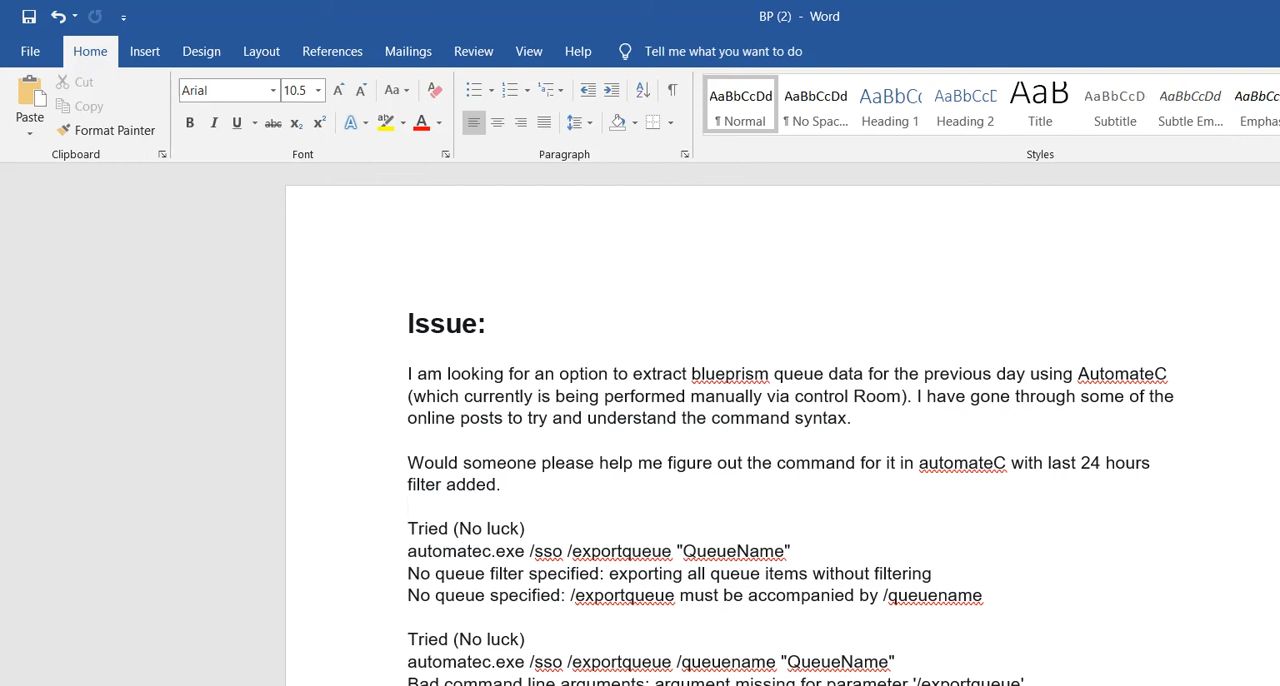 BP (2) - Word
File Home Insert Design Layout References Mailings Review View Help Tell me what you want to do
Paste
Cut
Copy
Format Painter
Clipboard
Arial 10.5
Font
Paragraph
AaBbCcDd AaBbCcDd AaBbCc AaBbCcC AaB AaBbCcD AaBbCcDd AaBbCc
¶ Normal ¶ No Spac... Heading 1 Heading 2 Title Subtitle Subtle Em... Emphas
Styles
Issue:
I am looking for an option to extract blueprism queue data for the previous day using AutomateC
(which currently is being performed manually via control Room). I have gone through some of the
online posts to try and understand the command syntax.
Would someone please help me figure out the command for it in automateC with last 24 hours
filter added.
Tried (No luck)
automatec.exe /sso /exportqueue "QueueName"
No queue filter specified: exporting all queue items without filtering
No queue specified: /exportqueue must be accompanied by /queuename
Tried (No luck)
automatec.exe /sso /exportqueue /queuename "QueueName"
Bad command line arguments: argument missing for parameter '/exportqueue'